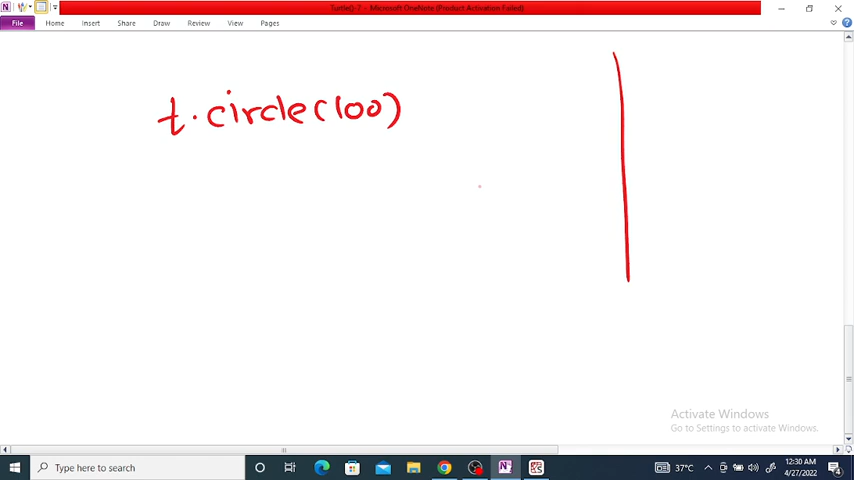 Turtle()-7 - Microsoft OneNote (Product Activation Failed)
File Home Insert Share Draw Review View Pages
t.circle(100)
Activate Windows
Go to Settings to activate Windows.
Type here to search
37°C
12:30 AM
4/27/2022
4